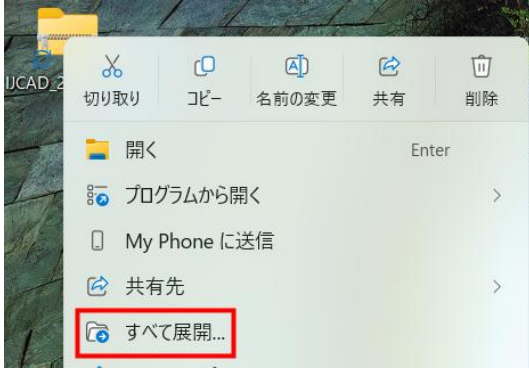 IJCAD_2
切り取り
コピー
名前の変更
共有
削除
開く Enter
プログラムから開く
My Phone に送信
共有先
すべて展開...